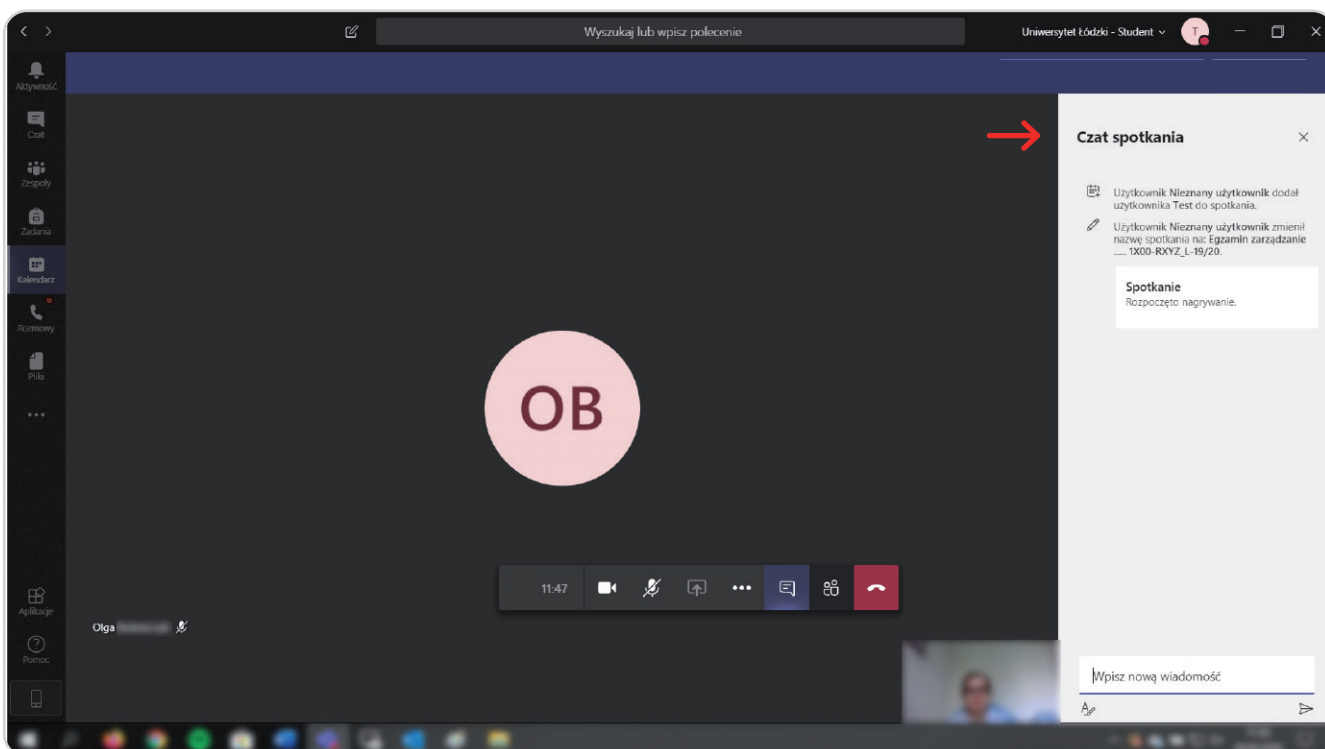 Wyszukaj lub wpisz polecenie
Uniwersytet Łódzki - Student
T
Aktywność
Czat
Zespoły
Zadania
Kalendarz
Rozmowy
Pliki
Aplikacje
Pomoc
OB
11:47
Olga
Czat spotkania
Użytkownik Nieznany użytkownik dodał
użytkownika Test do spotkania.
Użytkownik Nieznany użytkownik zmienił
nazwę spotkania na: Egzamin zarządzanie
..... 1X00-RXYZ_L-19/20.
Spotkanie
Rozpoczęto nagrywanie.
Wpisz nową wiadomość